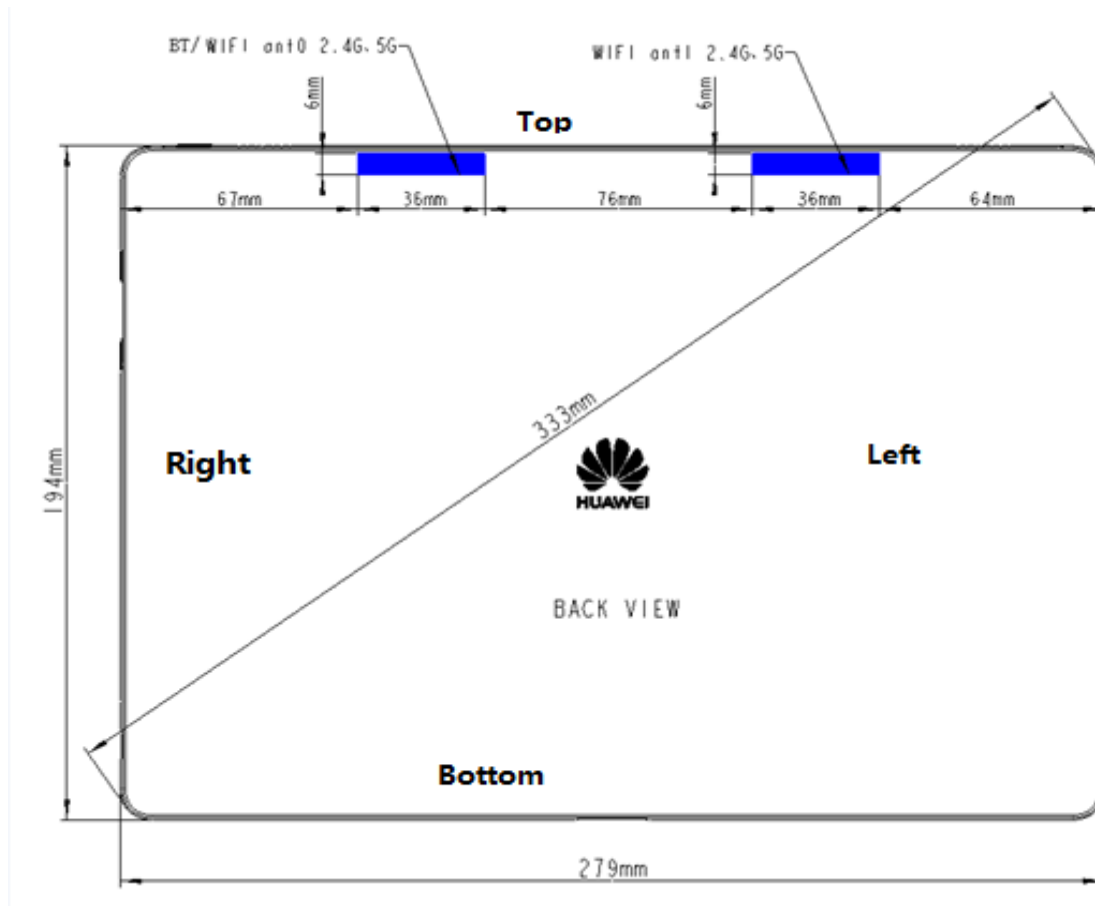 BT/WIFI ant0 2.4G、5G
WIFI ant1 2.4G、5G
6mm
6mm
Top
67mm
36mm
76mm
36mm
64mm
333mm
194mm
Right
Left
HUAWEI
BACK VIEW
Bottom
279mm